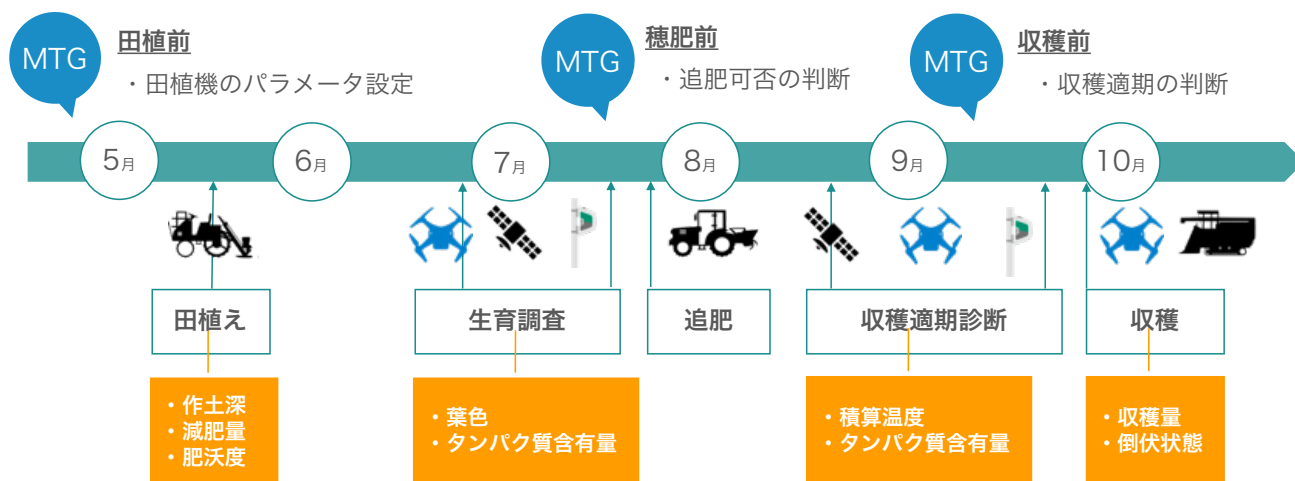 MTG
田植前
・田植機のパラメータ設定
MTG
穂肥前
・追肥可否の判断
MTG
収穫前
・収穫適期の判断
5月
6月
7月
8月
9月
10月
田植え
生育調査
追肥
収穫適期診断
収穫
・作土深
・減肥量
・肥沃度
・葉色
・タンパク質含有量
・積算温度
・タンパク質含有量
・収穫量
・倒伏状態